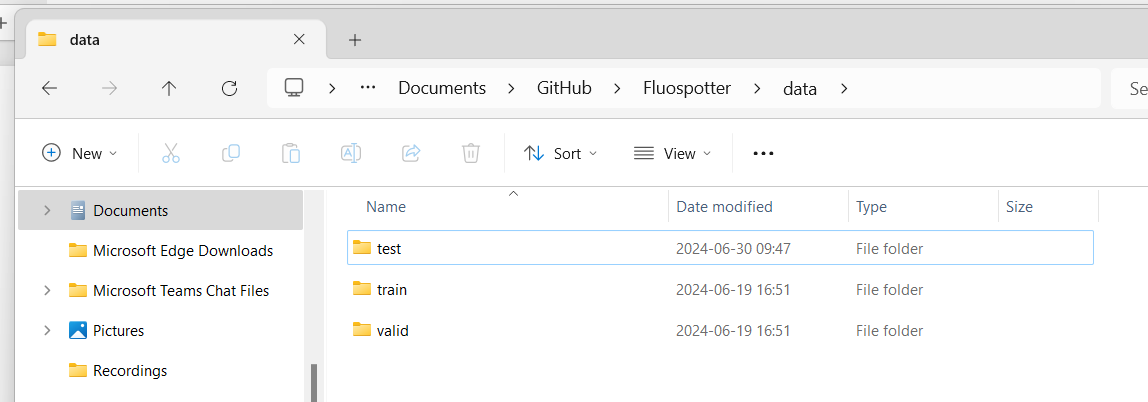 data
Documents GitHub Fluospotter data Se
New Sort View
Name Date modified Type Size
Documents
Microsoft Edge Downloads
Microsoft Teams Chat Files
Pictures
Recordings
test 2024-06-30 09:47 File folder
train 2024-06-19 16:51 File folder
valid 2024-06-19 16:51 File folder